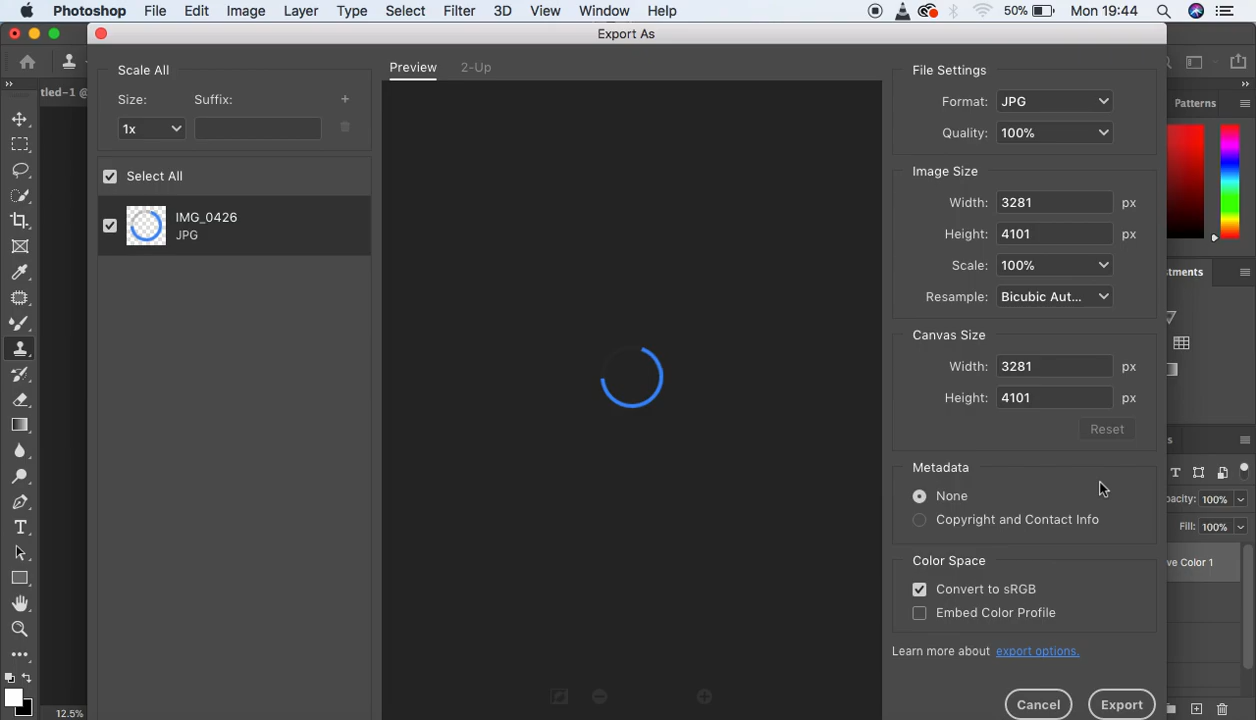 Photoshop File Edit Image Layer Type Select Filter 3D View Window Help 50% Mon 19:44
Export As
Scale All
Size: Suffix:
1x
Select All
IMG_0426
JPG
Preview 2-Up
File Settings
Format: JPG
Quality: 100%
Image Size
Width: 3281 px
Height: 4101 px
Scale: 100%
Resample: Bicubic Aut...
Canvas Size
Width: 3281 px
Height: 4101 px
Reset
Metadata
None
Copyright and Contact Info
Color Space
Convert to sRGB
Embed Color Profile
Learn more about export options.
Cancel Export
tled-1 @
12.5%
Patterns
stments
s
pacity: 100%
Fill: 100%
ve Color 1